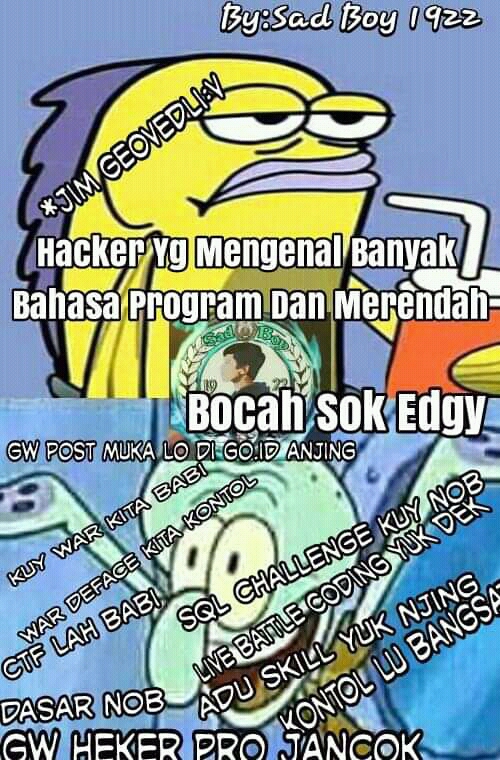 By:Sad Boy 1922
*JIM GEOVEDI:V
Hacker Yg Mengenal Banyak
Bahasa Program Dan Merendah
Sad Boy
19 22
Bocah Sok Edgy
GW POST MUKA LO DI GO.ID ANJING
KUY WAR KITA BABI
WAR DEFACE KITA KONTOL
CTF LAH BABI
SQL CHALLENGE KUY NOB
LIVE BATTLE CODING YUK DEK
ADU SKILL YUK NJING
KONTOL LU BANGSAT
DASAR NOB
GW HEKER PRO JANCOK